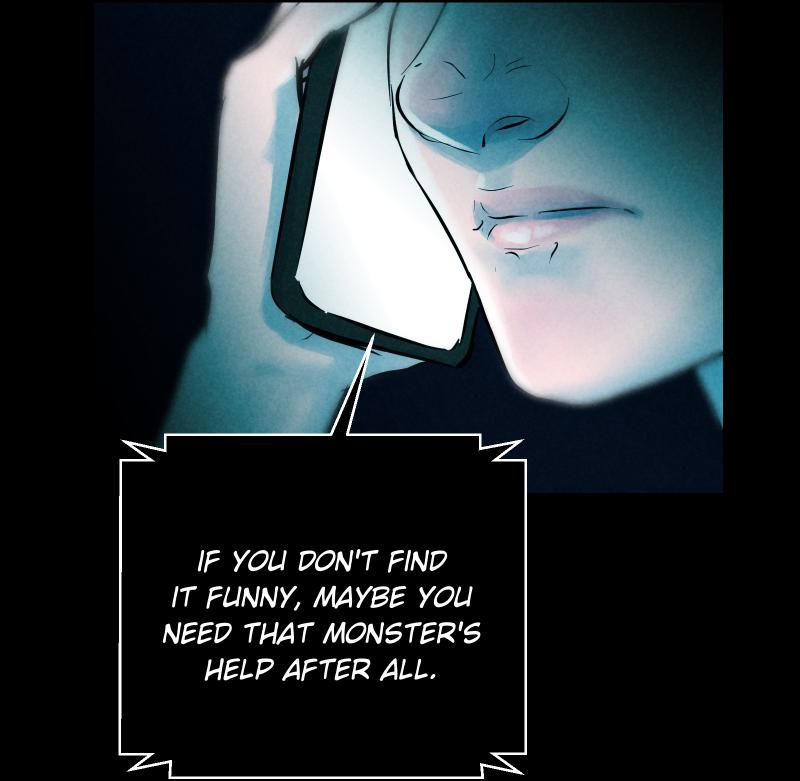 IF YOU DON'T FIND
IT FUNNY, MAYBE YOU
NEED THAT MONSTER'S
HELP AFTER ALL.